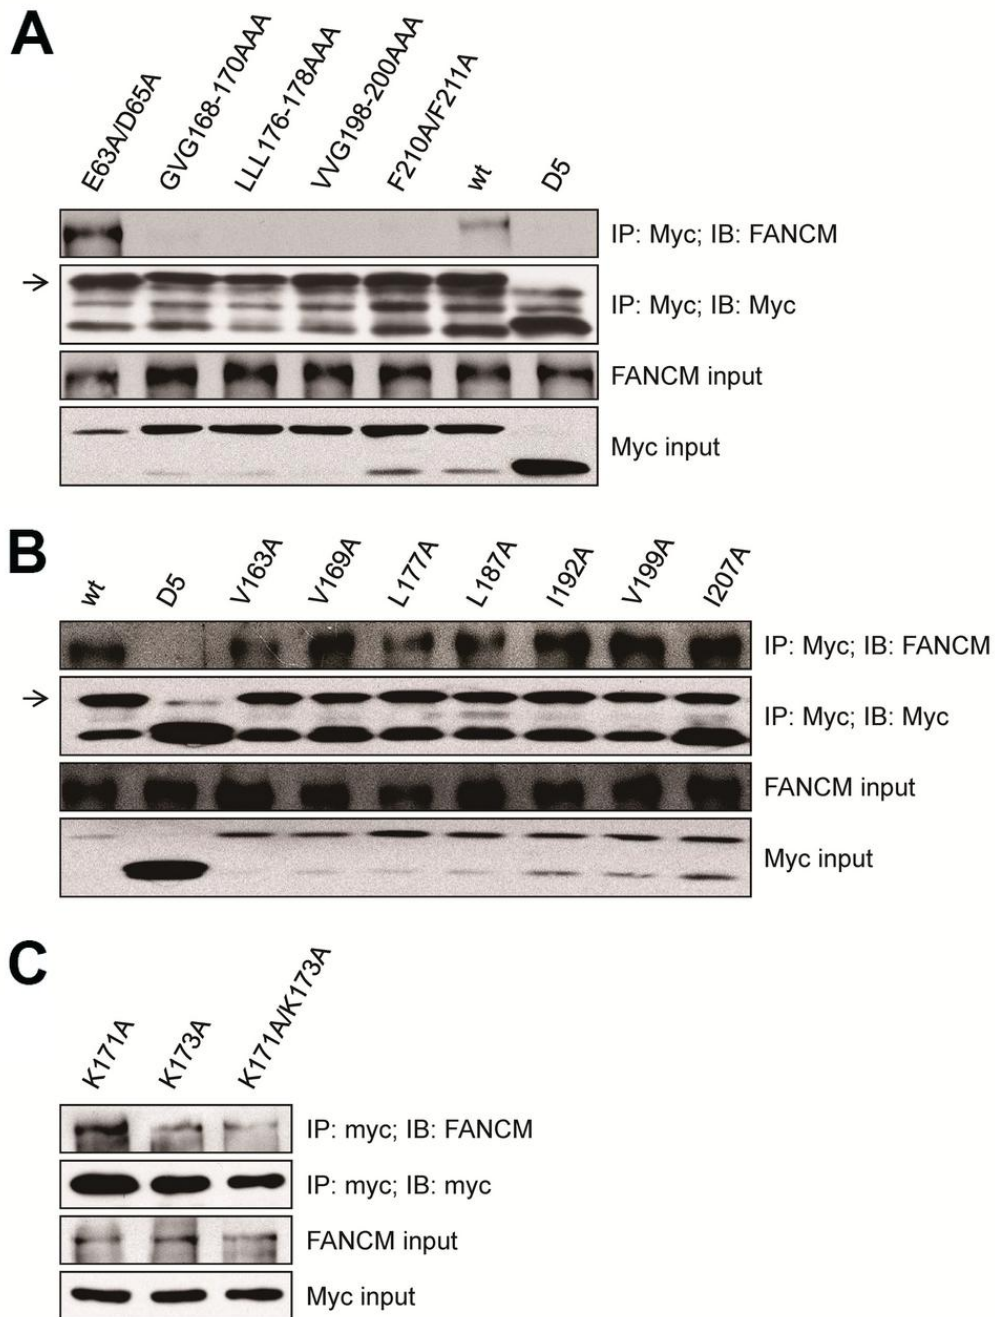 A
E63A/D65A
GVG168-170AAA
LLL176-178AAA
VVG198-200AAA
F210A/F211A
wt
D5
IP: Myc; IB: FANCM
IP: Myc; IB: Myc
FANCM input
Myc input
B
wt
D5
V163A
V169A
L177A
L187A
I192A
V199A
I207A
IP: Myc; IB: FANCM
IP: Myc; IB: Myc
FANCM input
Myc input
C
K171A
K173A
K171A/K173A
IP: myc; IB: FANCM
IP: myc; IB: myc
FANCM input
Myc input